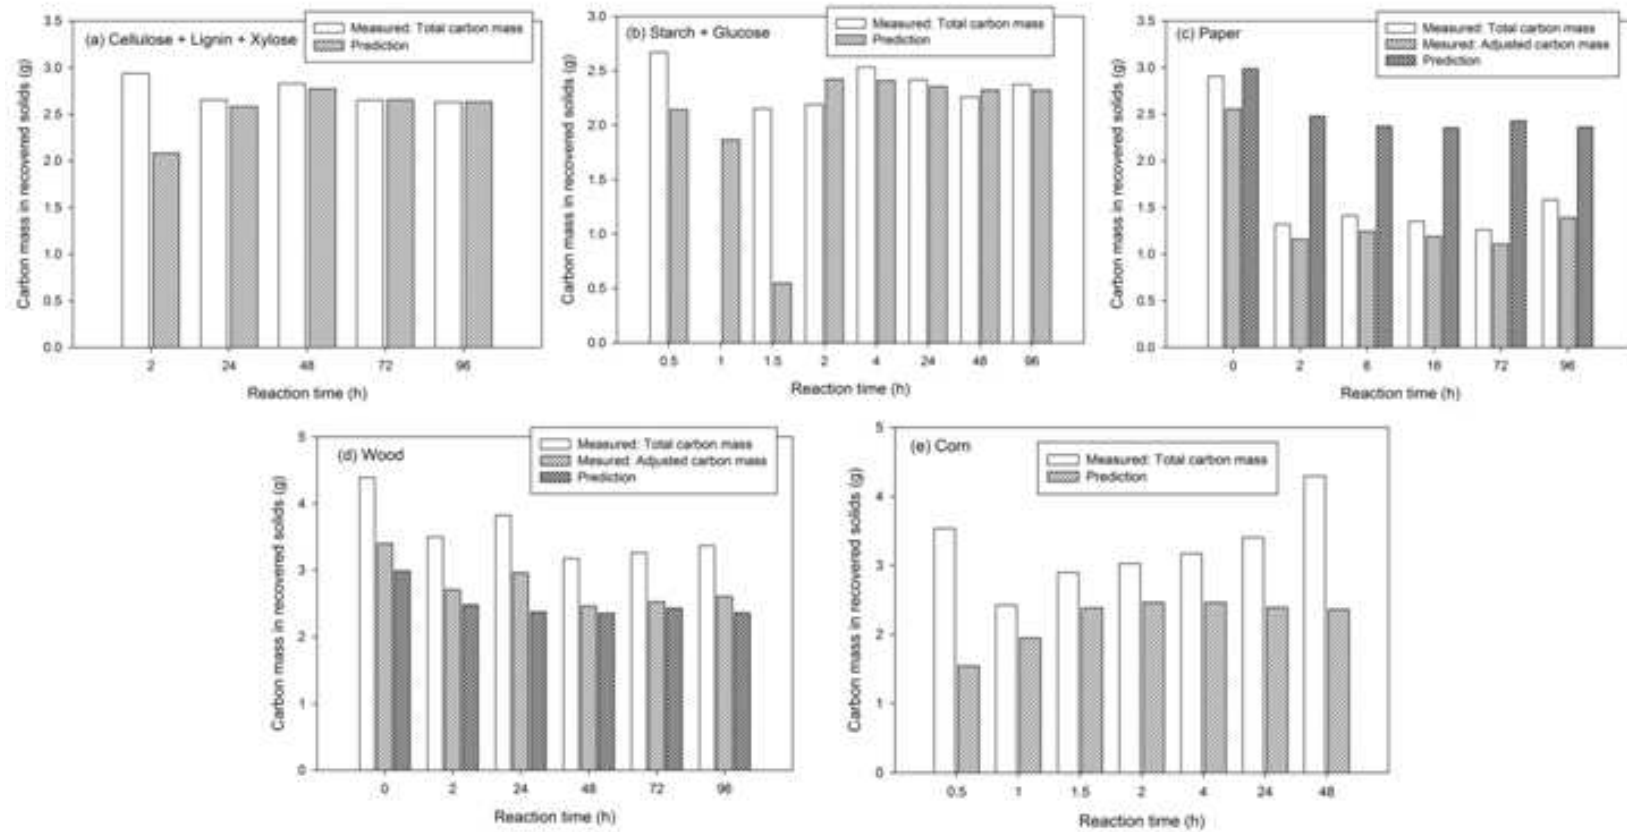 (a) Cellulose + Lignin + Xylose
Measured: Total carbon mass
Prediction
Carbon mass in recovered solids (g)
3.5
3.0
2.5
2.0
1.5
1.0
0.5
0.0
2 24 48 72 96
Reaction time (h)
(b) Starch + Glucose
Measured: Total carbon mass
Prediction
Carbon mass in recovered solids (g)
3.0
2.5
2.0
1.5
1.0
0.5
0.0
0.5 1 1.5 2 4 24 48 96
Reaction time (h)
(c) Paper
Measured: Total carbon mass
Mesured: Adjusted carbon mass
Prediction
Carbon mass in recovered solids (g)
3.5
3.0
2.5
2.0
1.5
1.0
0.5
0.0
0 2 6 16 72 96
Reaction time (h)
(d) Wood
Measured: Total carbon mass
Mesured: Adjusted carbon mass
Prediction
Carbon mass in recovered solids (g)
5
4
3
2
1
0
0 2 24 48 72 96
Reaction time (h)
(e) Corn
Measured: Total carbon mass
Prediction
Carbon mass in recovered solids (g)
5
4
3
2
1
0
0.5 1 1.5 2 4 24 48
Reaction time (h)